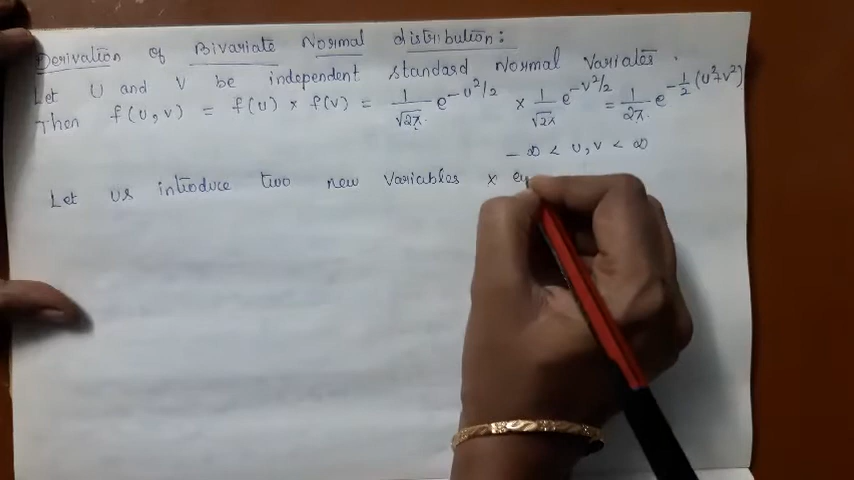 Derivation of Bivariate Normal distribution:
Let U and V be independent standard Normal Variates.
Then f(U,V) = f(U) × f(V) = 1/√2π e^-U²/2 × 1/√2π e^-V²/2 = 1/2π e^-1/2(U²+V²)
-∞ < U,V < ∞
Let us introduce two new Variables X